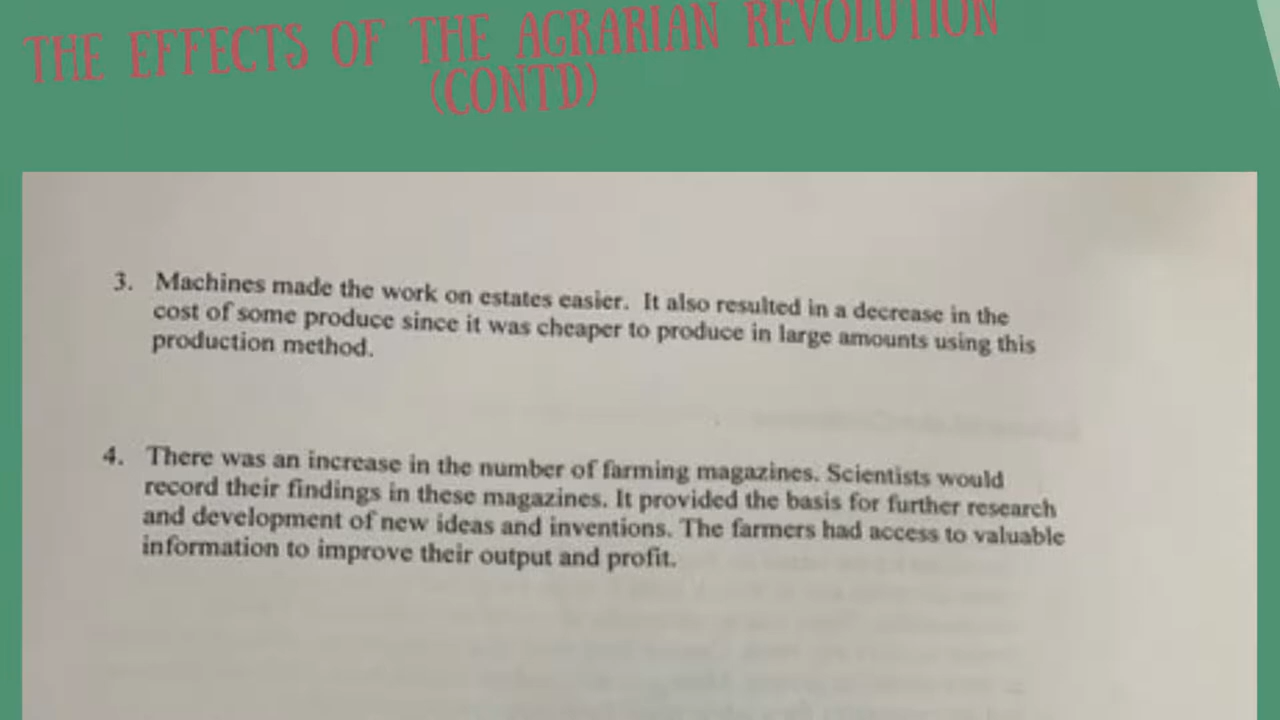 THE EFFECTS OF THE AGRARIAN REVOLUTION
(CONTD)
3. Machines made the work on estates easier. It also resulted in a decrease in the
cost of some produce since it was cheaper to produce in large amounts using this
production method.
4. There was an increase in the number of farming magazines. Scientists would
record their findings in these magazines. It provided the basis for further research
and development of new ideas and inventions. The farmers had access to valuable
information to improve their output and profit.